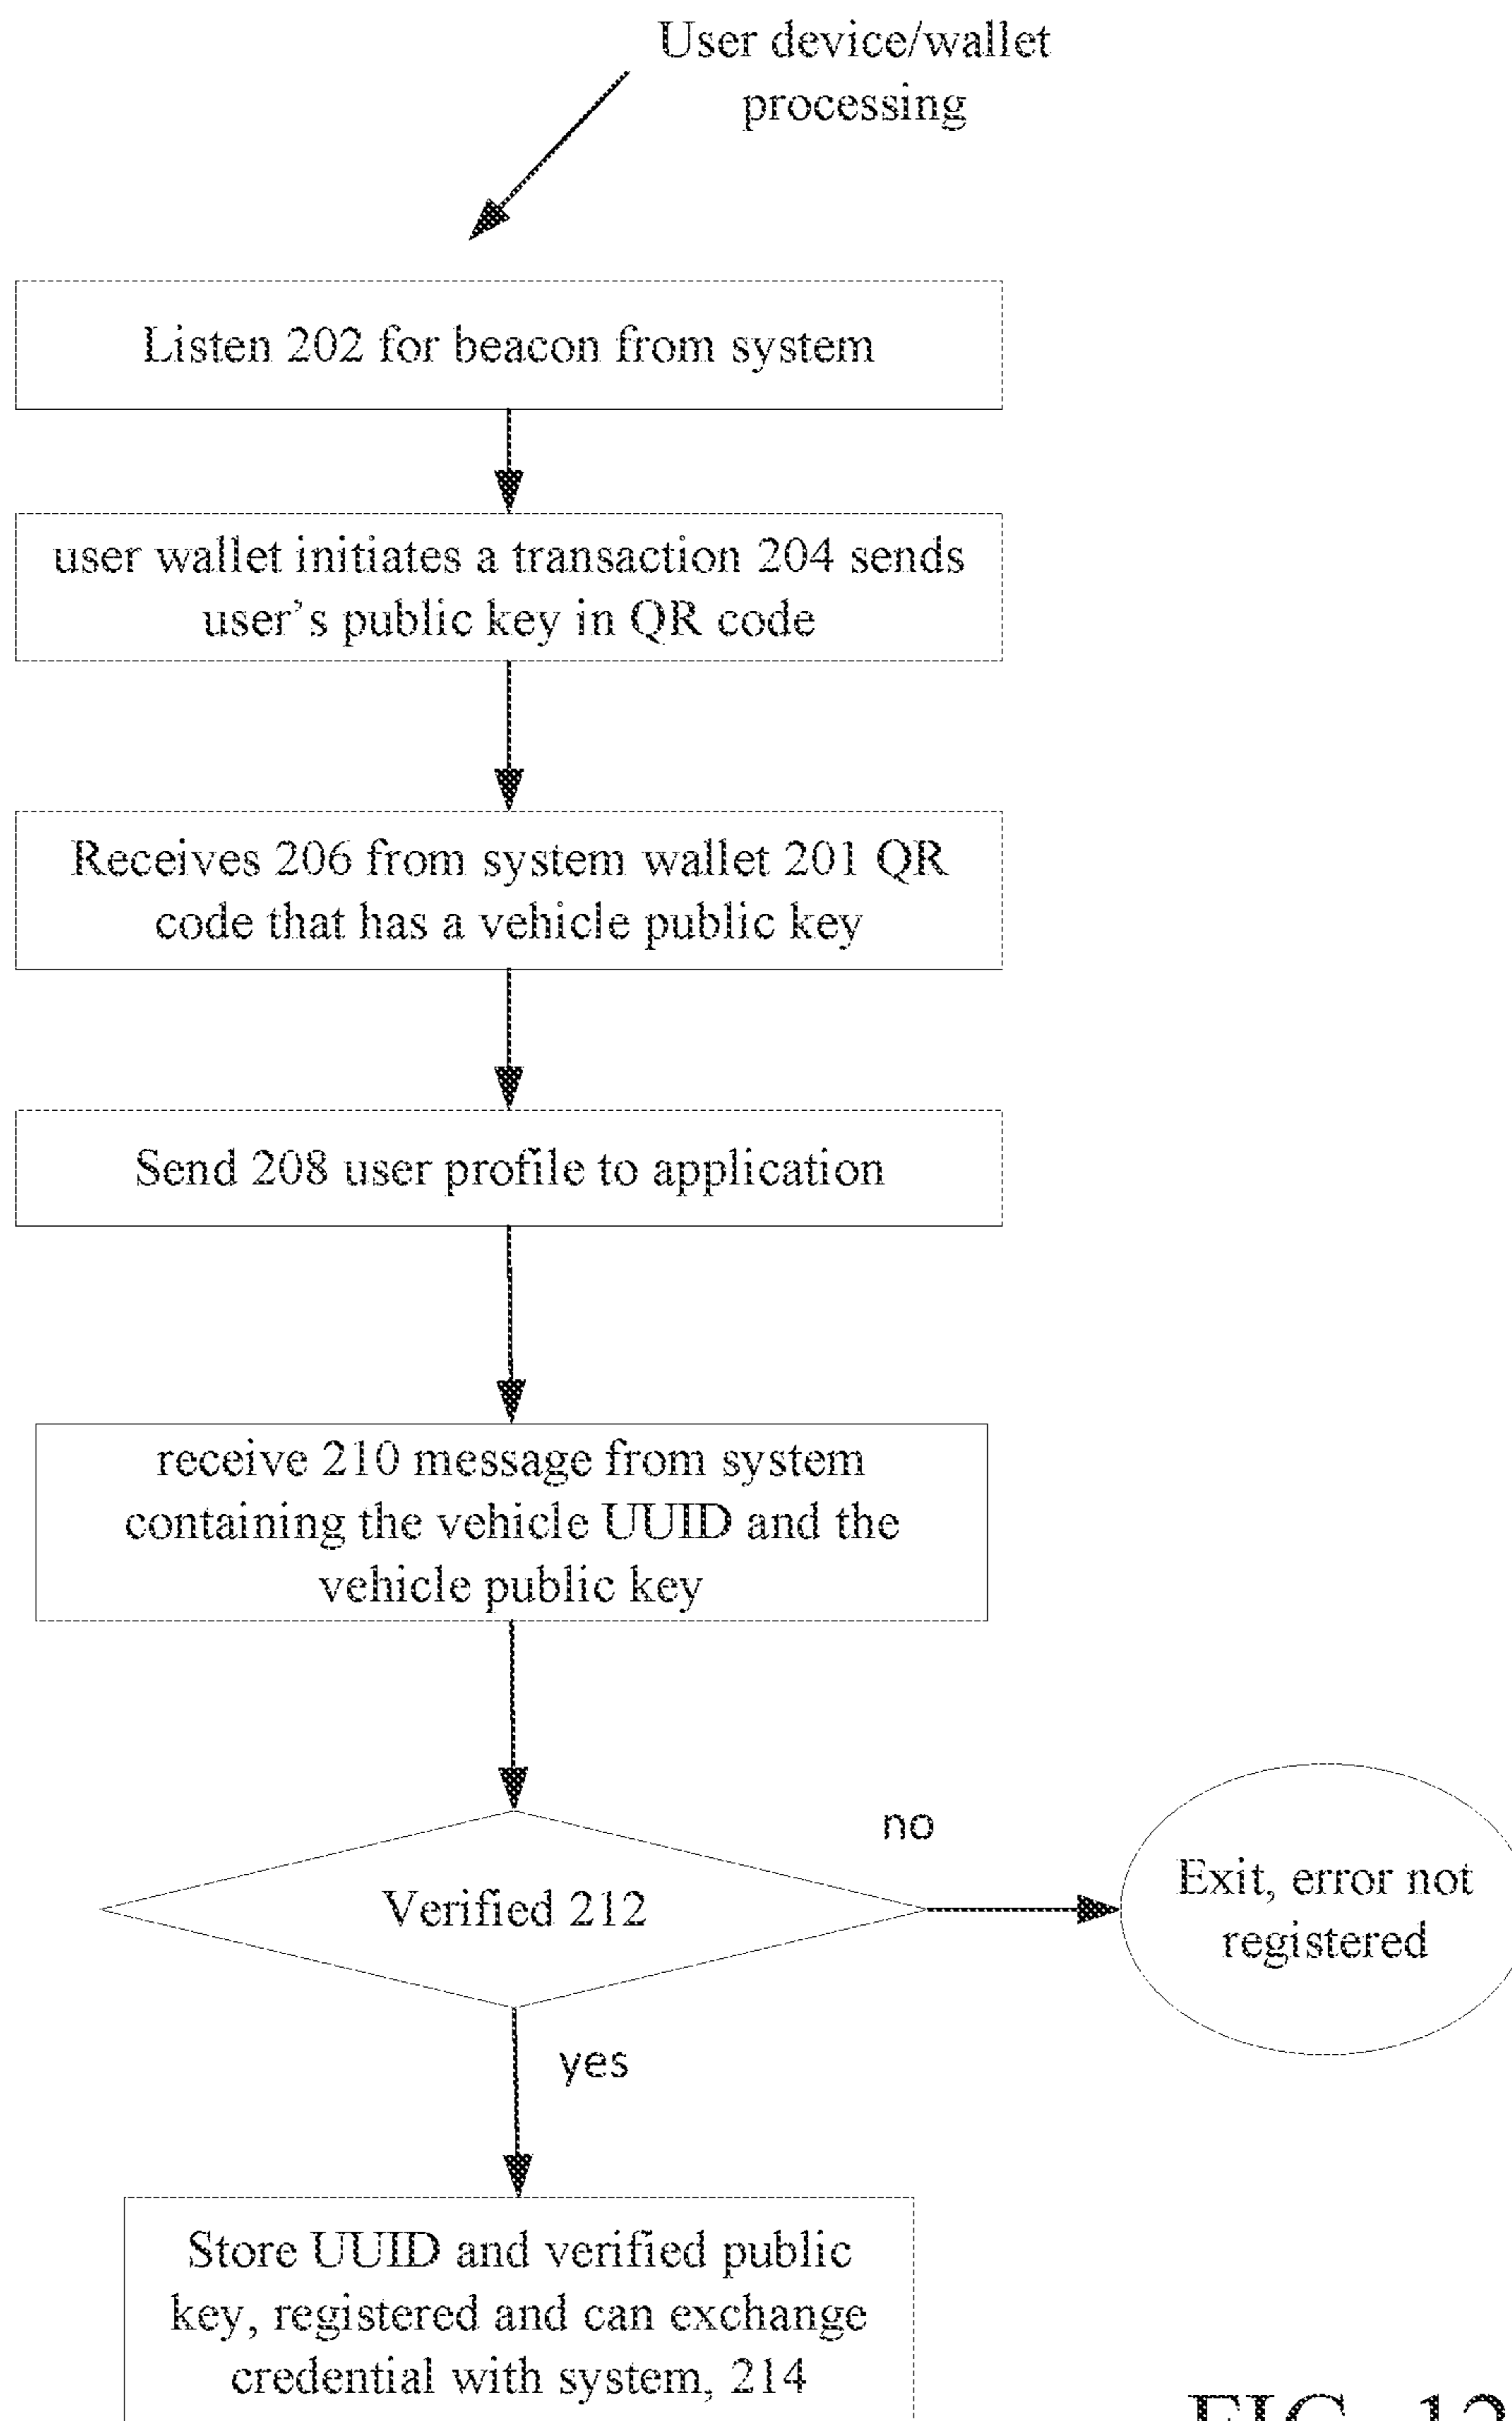 User device/wallet
processing
Listen 202 for beacon from system
user wallet initiates a transaction 204 sends
user's public key in QR code
Receives 206 from system wallet 201 QR
code that has a vehicle public key
Send 208 user profile to application
receive 210 message from system
containing the vehicle UUID and the
vehicle public key
Verified 212
no
Exit, error not
registered
yes
Store UUID and verified public
key, registered and can exchange
credential with system, 214